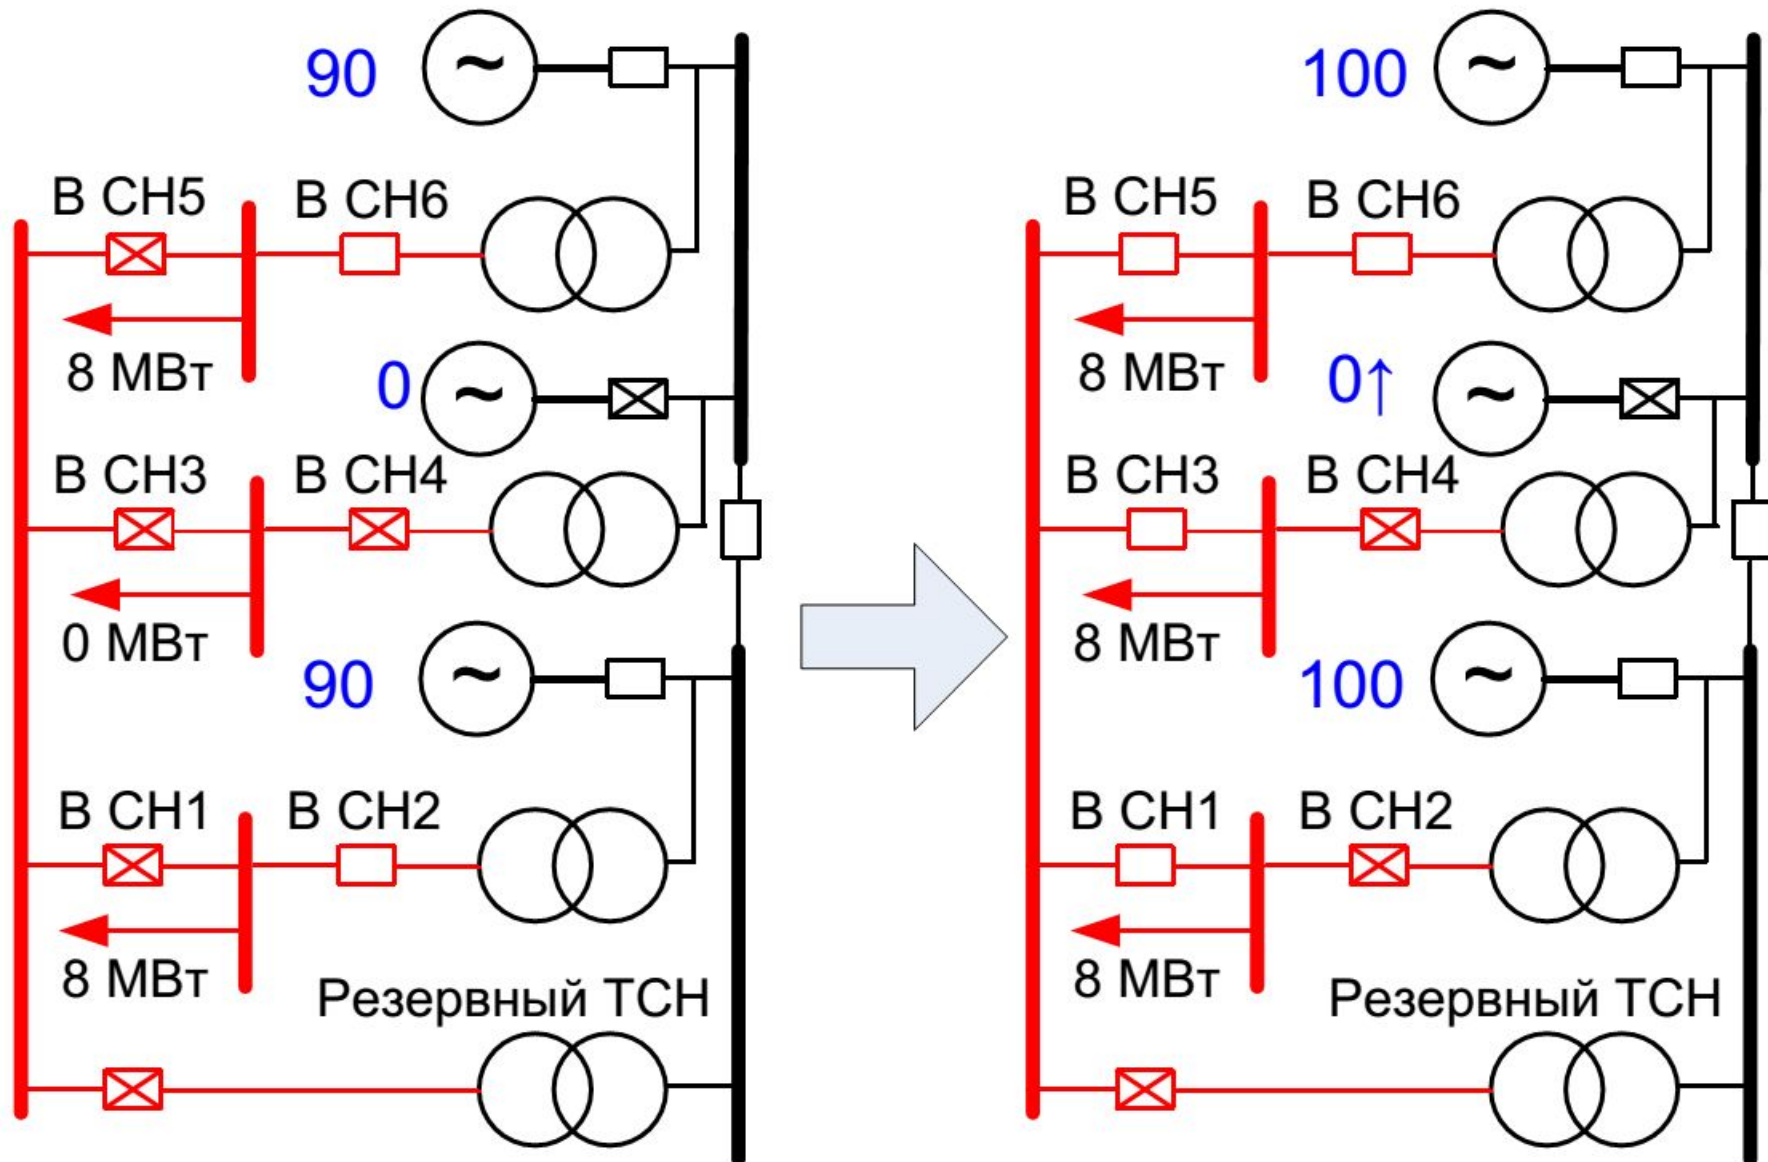 90
В СН5
В СН6
8 МВт
0
В СН3
В СН4
0 МВт
90
В СН1
В СН2
8 МВт
Резервный ТСН
100
В СН5
В СН6
8 МВт
0↑
В СН3
В СН4
8 МВт
100
В СН1
В СН2
8 МВт
Резервный ТСН